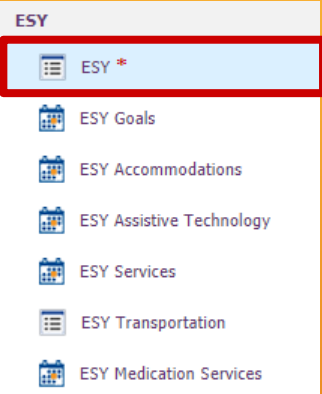 ESY
ESY *
ESY Goals
ESY Accommodations
ESY Assistive Technology
ESY Services
ESY Transportation
ESY Medication Services